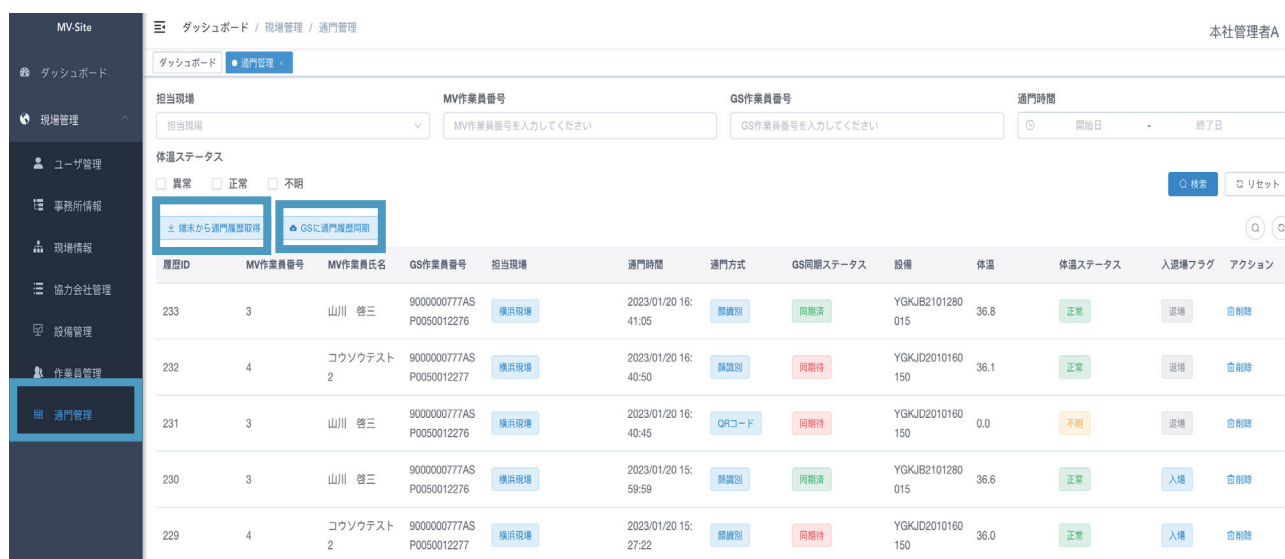 MV-Site
ダッシュボード / 現場管理 / 通門管理
本社管理者A
ダッシュボード
現場管理
ユーザ管理
事務所情報
現場情報
協力会社管理
設備管理
作業員管理
通門管理
ダッシュボード 通門管理 ×
担当現場 MV作業員番号 GS作業員番号 通門時間
担当現場 MV作業員番号を入力してください GS作業員番号を入力してください 開始日 - 終了日
体温ステータス
異常 正常 不明
検索 リセット
端末から通門履歴取得 GSに通門履歴同期
履歴ID MV作業員番号 MV作業員氏名 GS作業員番号 担当現場 通門時間 通門方式 GS同期ステータス 設備 体温 体温ステータス 入退場フラグ アクション
233 3 山川 啓三 9000000777AS 横浜現場 2023/01/20 16: 顔識別 同期済 YGKJB2101280 36.8 正常 退場 削除
P0050012276 41:05 015
232 4 コウソウテスト 9000000777AS 横浜現場 2023/01/20 16: 顔識別 同期待 YGKJD2010160 36.1 正常 退場 削除
2 P0050012277 40:50 150
231 3 山川 啓三 9000000777AS 横浜現場 2023/01/20 16: QRコード 同期待 YGKJD2010160 0.0 不明 退場 削除
P0050012276 40:45 150
230 3 山川 啓三 9000000777AS 横浜現場 2023/01/20 15: 顔識別 同期済 YGKJB2101280 36.6 正常 入場 削除
P0050012276 59:59 015
229 4 コウソウテスト 9000000777AS 横浜現場 2023/01/20 15: 顔識別 同期待 YGKJD2010160 36.0 正常 入場 削除
2 P0050012277 27:22 150